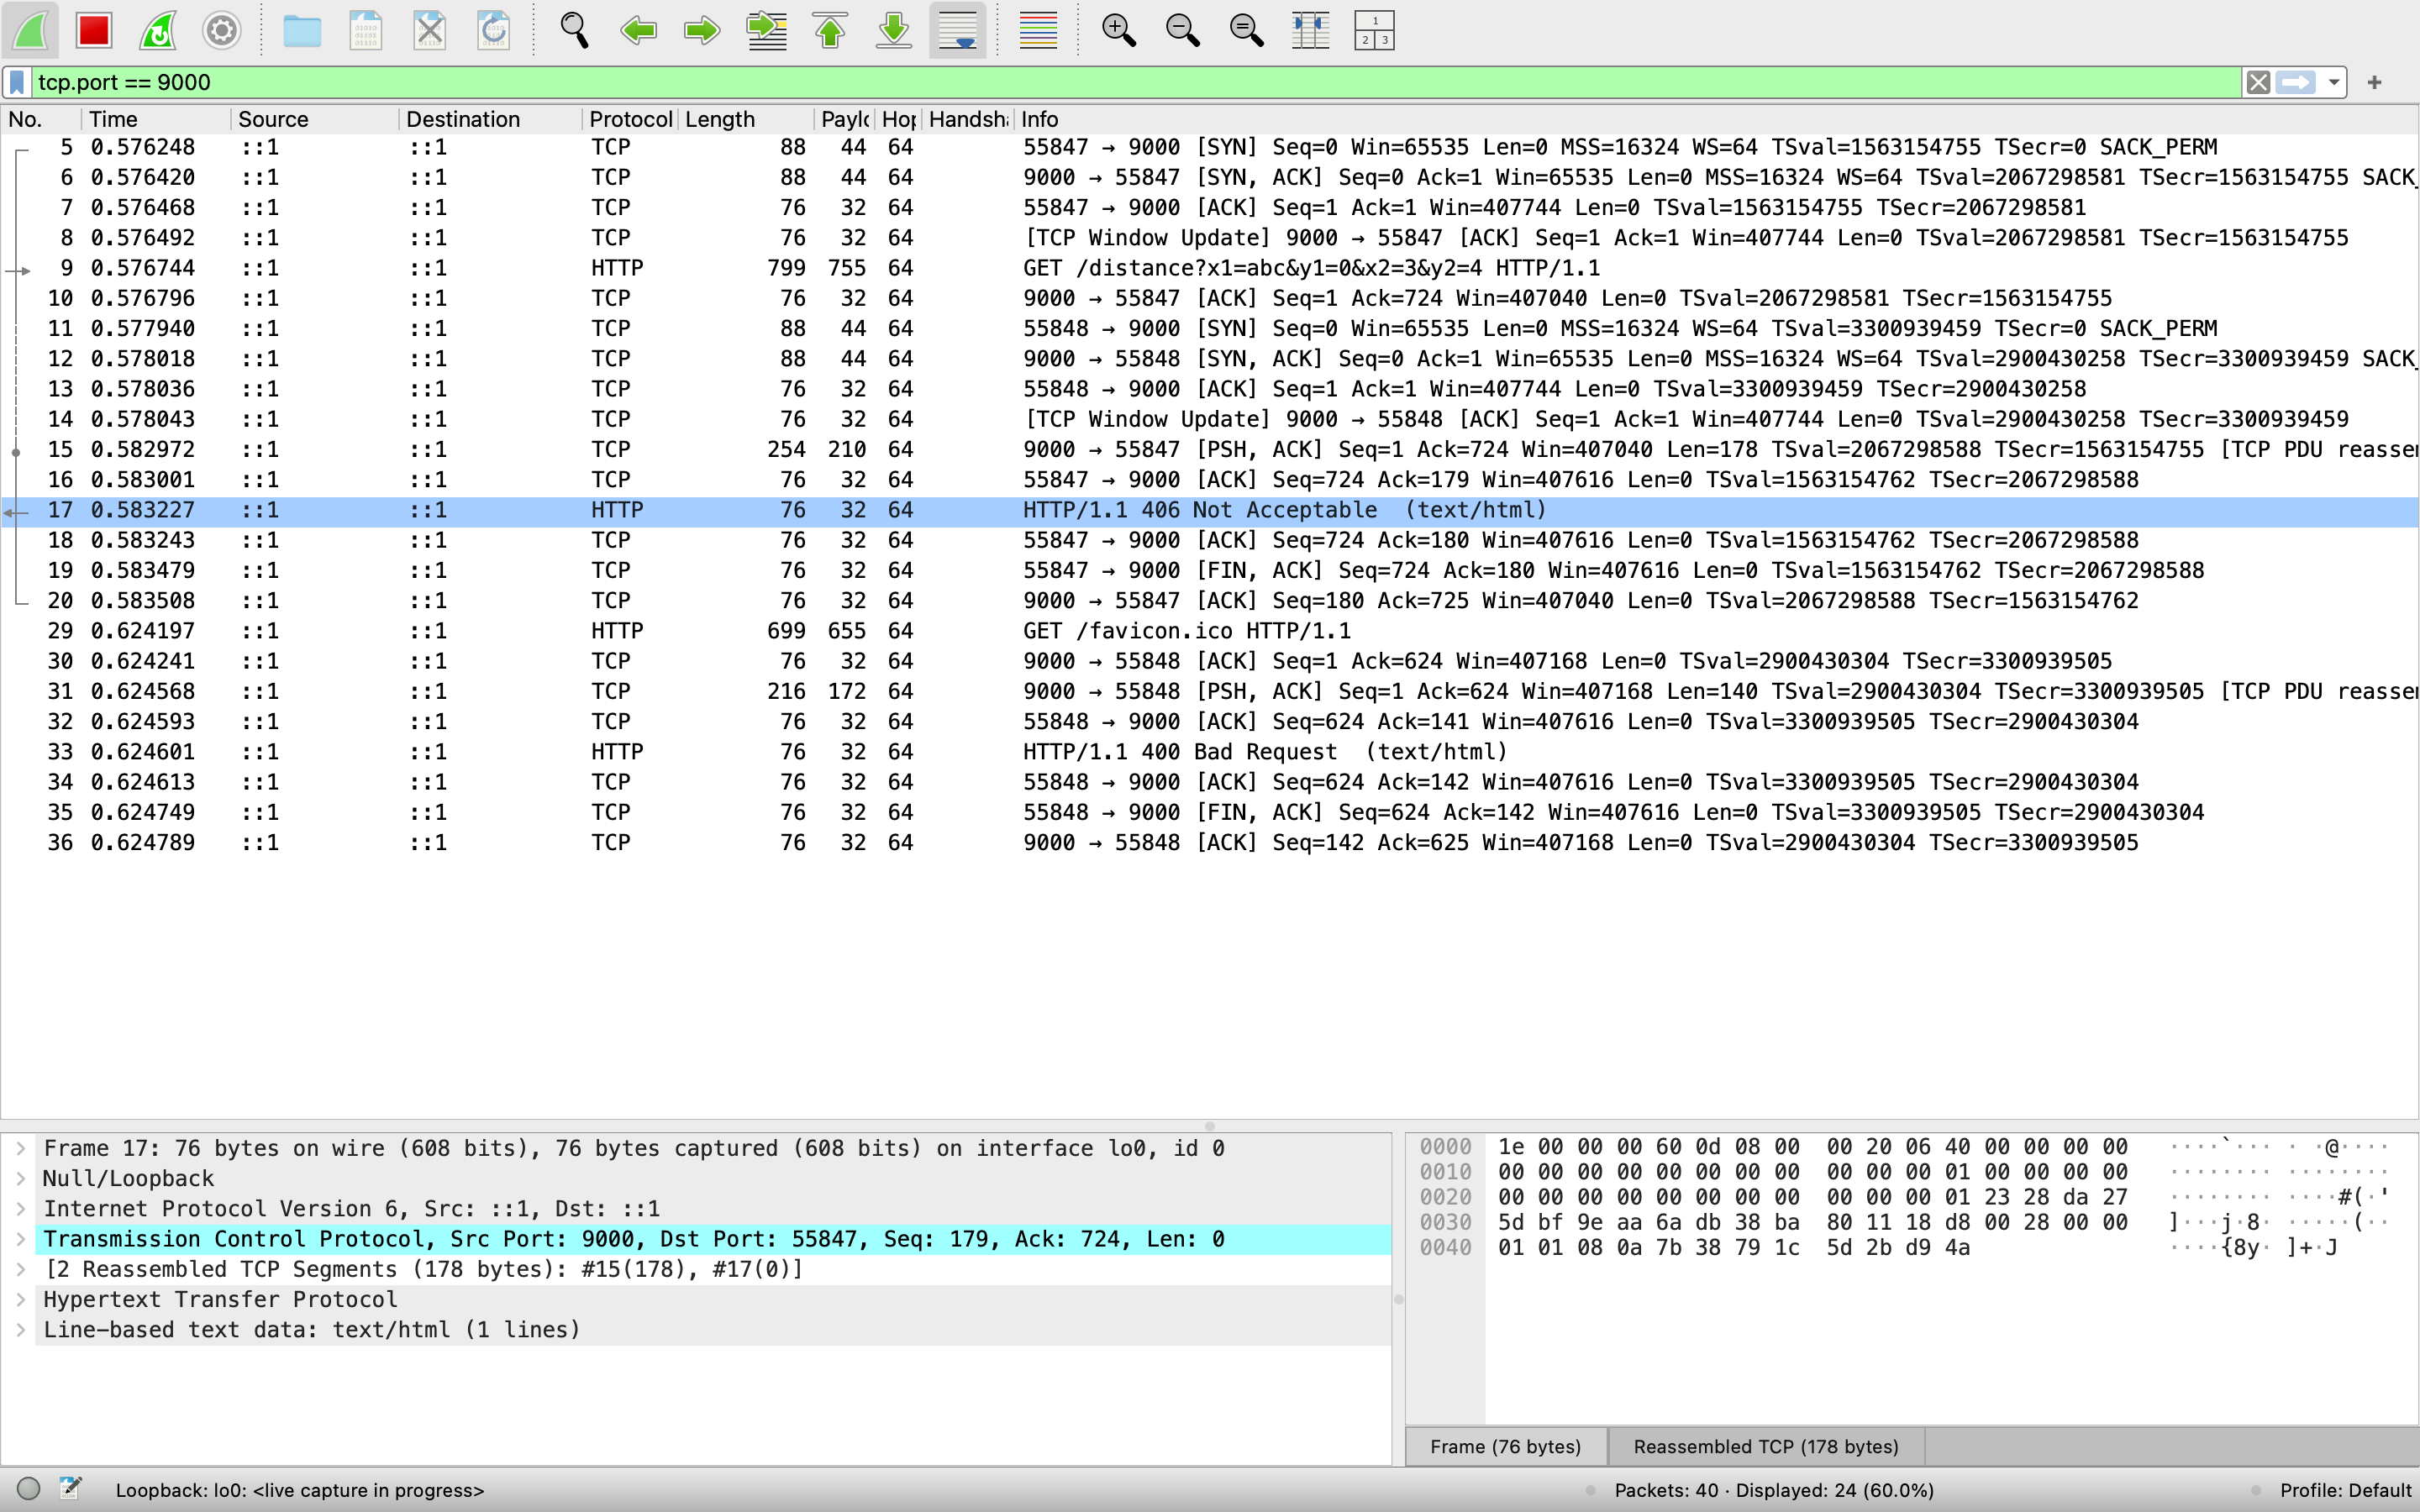 tcp.port == 9000
No. Time Source Destination Protocol Length Paylo Hop Handsha Info
5 0.576248 ::1 ::1 TCP 88 44 64 55847 → 9000 [SYN] Seq=0 Win=65535 Len=0 MSS=16324 WS=64 TSval=1563154755 TSecr=0 SACK_PERM
6 0.576420 ::1 ::1 TCP 88 44 64 9000 → 55847 [SYN, ACK] Seq=0 Ack=1 Win=65535 Len=0 MSS=16324 WS=64 TSval=2067298581 TSecr=1563154755 SACK_
7 0.576468 ::1 ::1 TCP 76 32 64 55847 → 9000 [ACK] Seq=1 Ack=1 Win=407744 Len=0 TSval=1563154755 TSecr=2067298581
8 0.576492 ::1 ::1 TCP 76 32 64 [TCP Window Update] 9000 → 55847 [ACK] Seq=1 Ack=1 Win=407744 Len=0 TSval=2067298581 TSecr=1563154755
9 0.576744 ::1 ::1 HTTP 799 755 64 GET /distance?x1=abc&y1=0&x2=3&y2=4 HTTP/1.1
10 0.576796 ::1 ::1 TCP 76 32 64 9000 → 55847 [ACK] Seq=1 Ack=724 Win=407040 Len=0 TSval=2067298581 TSecr=1563154755
11 0.577940 ::1 ::1 TCP 88 44 64 55848 → 9000 [SYN] Seq=0 Win=65535 Len=0 MSS=16324 WS=64 TSval=3300939459 TSecr=0 SACK_PERM
12 0.578018 ::1 ::1 TCP 88 44 64 9000 → 55848 [SYN, ACK] Seq=0 Ack=1 Win=65535 Len=0 MSS=16324 WS=64 TSval=2900430258 TSecr=3300939459 SACK_
13 0.578036 ::1 ::1 TCP 76 32 64 55848 → 9000 [ACK] Seq=1 Ack=1 Win=407744 Len=0 TSval=3300939459 TSecr=2900430258
14 0.578043 ::1 ::1 TCP 76 32 64 [TCP Window Update] 9000 → 55848 [ACK] Seq=1 Ack=1 Win=407744 Len=0 TSval=2900430258 TSecr=3300939459
15 0.582972 ::1 ::1 TCP 254 210 64 9000 → 55847 [PSH, ACK] Seq=1 Ack=724 Win=407040 Len=178 TSval=2067298588 TSecr=1563154755 [TCP PDU reassem
16 0.583001 ::1 ::1 TCP 76 32 64 55847 → 9000 [ACK] Seq=724 Ack=179 Win=407616 Len=0 TSval=1563154762 TSecr=2067298588
17 0.583227 ::1 ::1 HTTP 76 32 64 HTTP/1.1 406 Not Acceptable (text/html)
18 0.583243 ::1 ::1 TCP 76 32 64 55847 → 9000 [ACK] Seq=724 Ack=180 Win=407616 Len=0 TSval=1563154762 TSecr=2067298588
19 0.583479 ::1 ::1 TCP 76 32 64 55847 → 9000 [FIN, ACK] Seq=724 Ack=180 Win=407616 Len=0 TSval=1563154762 TSecr=2067298588
20 0.583508 ::1 ::1 TCP 76 32 64 9000 → 55847 [ACK] Seq=180 Ack=725 Win=407040 Len=0 TSval=2067298588 TSecr=1563154762
29 0.624197 ::1 ::1 HTTP 699 655 64 GET /favicon.ico HTTP/1.1
30 0.624241 ::1 ::1 TCP 76 32 64 9000 → 55848 [ACK] Seq=1 Ack=624 Win=407168 Len=0 TSval=2900430304 TSecr=3300939505
31 0.624568 ::1 ::1 TCP 216 172 64 9000 → 55848 [PSH, ACK] Seq=1 Ack=624 Win=407168 Len=140 TSval=2900430304 TSecr=3300939505 [TCP PDU reassem
32 0.624593 ::1 ::1 TCP 76 32 64 55848 → 9000 [ACK] Seq=624 Ack=141 Win=407616 Len=0 TSval=3300939505 TSecr=2900430304
33 0.624601 ::1 ::1 HTTP 76 32 64 HTTP/1.1 400 Bad Request (text/html)
34 0.624613 ::1 ::1 TCP 76 32 64 55848 → 9000 [ACK] Seq=624 Ack=142 Win=407616 Len=0 TSval=3300939505 TSecr=2900430304
35 0.624749 ::1 ::1 TCP 76 32 64 55848 → 9000 [FIN, ACK] Seq=624 Ack=142 Win=407616 Len=0 TSval=3300939505 TSecr=2900430304
36 0.624789 ::1 ::1 TCP 76 32 64 9000 → 55848 [ACK] Seq=142 Ack=625 Win=407168 Len=0 TSval=2900430304 TSecr=3300939505
Frame 17: 76 bytes on wire (608 bits), 76 bytes captured (608 bits) on interface lo0, id 0
Null/Loopback
Internet Protocol Version 6, Src: ::1, Dst: ::1
Transmission Control Protocol, Src Port: 9000, Dst Port: 55847, Seq: 179, Ack: 724, Len: 0
[2 Reassembled TCP Segments (178 bytes): #15(178), #17(0)]
Hypertext Transfer Protocol
Line-based text data: text/html (1 lines)
0000 1e 00 00 00 60 0d 08 00 00 20 06 40 00 00 00 00 ····`··· · ·@····
0010 00 00 00 00 00 00 00 00 00 00 00 01 00 00 00 00 ········ ········
0020 00 00 00 00 00 00 00 00 00 00 00 01 23 28 da 27 ········ ····#(·'
0030 5d bf 9e aa 6a db 38 ba 80 11 18 d8 00 28 00 00 ]···j·8· ·····(··
0040 01 01 08 0a 7b 38 79 1c 5d 2b d9 4a ····{8y· ]+·J
Frame (76 bytes) Reassembled TCP (178 bytes)
Loopback: lo0: <live capture in progress> Packets: 40 · Displayed: 24 (60.0%) Profile: Default